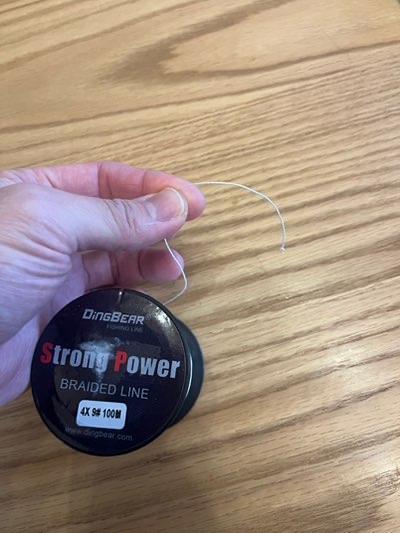 DINGBEAR
FISHING LINE
Strong Power
BRAIDED LINE
4X 9# 100M
www.dingbear.com